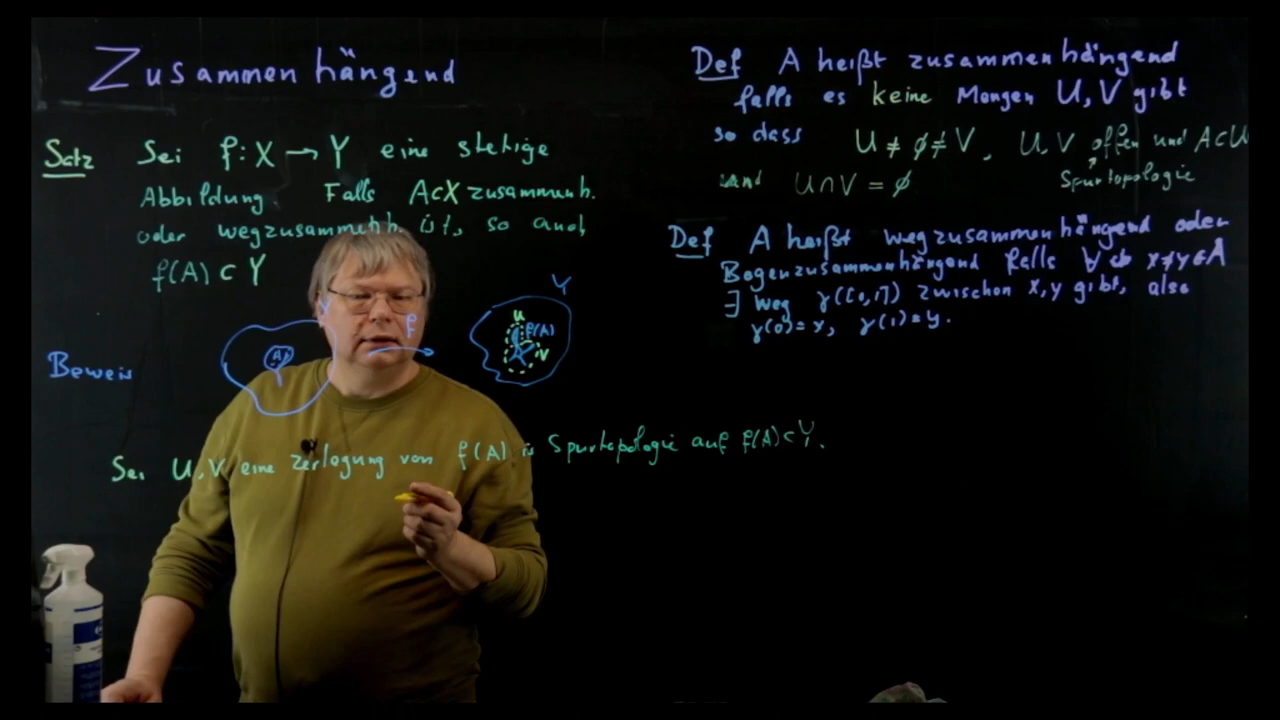 Zusammenhängend
Satz Sei f: X → Y eine stetige
Abbildung. Falls A⊂X zusammenh.
oder wegzusammenh. ist, so auch
f(A) ⊂ Y
Beweis
A
f
Y
U
f(A)
V
Sei U,V eine Zerlegung von f(A) in Spurtopologie auf f(A)⊂Y.
Def A heißt zusammenhängend
falls es keine Mengen U, V gibt
so dass U ≠ ∅ ≠ V, U,V offen und A⊂U
Spurtopologie
und U∩V = ∅
Def A heißt wegzusammenhängend oder
Bogenzusammenhängend falls ∀ x≠y∈A
∃ Weg γ([0,1]) zwischen x,y gibt, also
γ(0)=x, γ(1)=y.